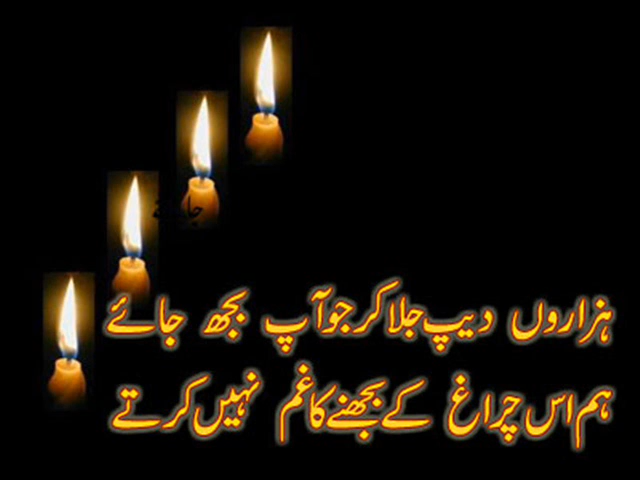 ہزاروں دیپ جلا کر جو آپ بجھ جائے
ہم اس چراغ کے بجھنے کا غم نہیں کرتے